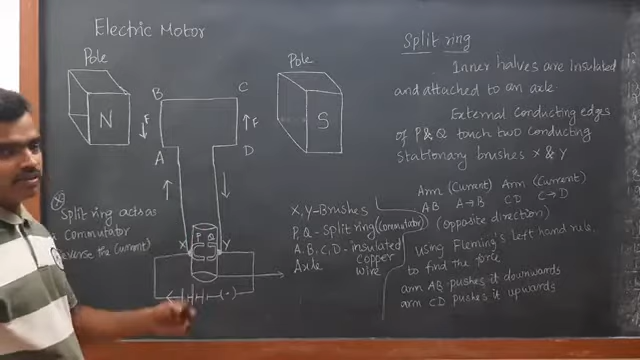 Electric Motor
Pole
N
B
C
F
F
A
D
Pole
S
Split ring acts as
Commutator
reverse the (current)
P
Q
X
Y
(-)
X,Y-Brushes
P,Q-Split ring (commutator)
A,B,C,D-insulated
copper
wire
Axle
Split ring
Inner halves are Insulated
and attached to an axle.
External conducting edges
of P&Q touch two conducting
stationary brushes X & Y
Arm (Current) Arm (Current)
AB A→B CD C→D
(Opposite direction)
Using Fleming's Left hand rule.
to find the force
arm AB pushes it downwards
arm CD pushes it upwards